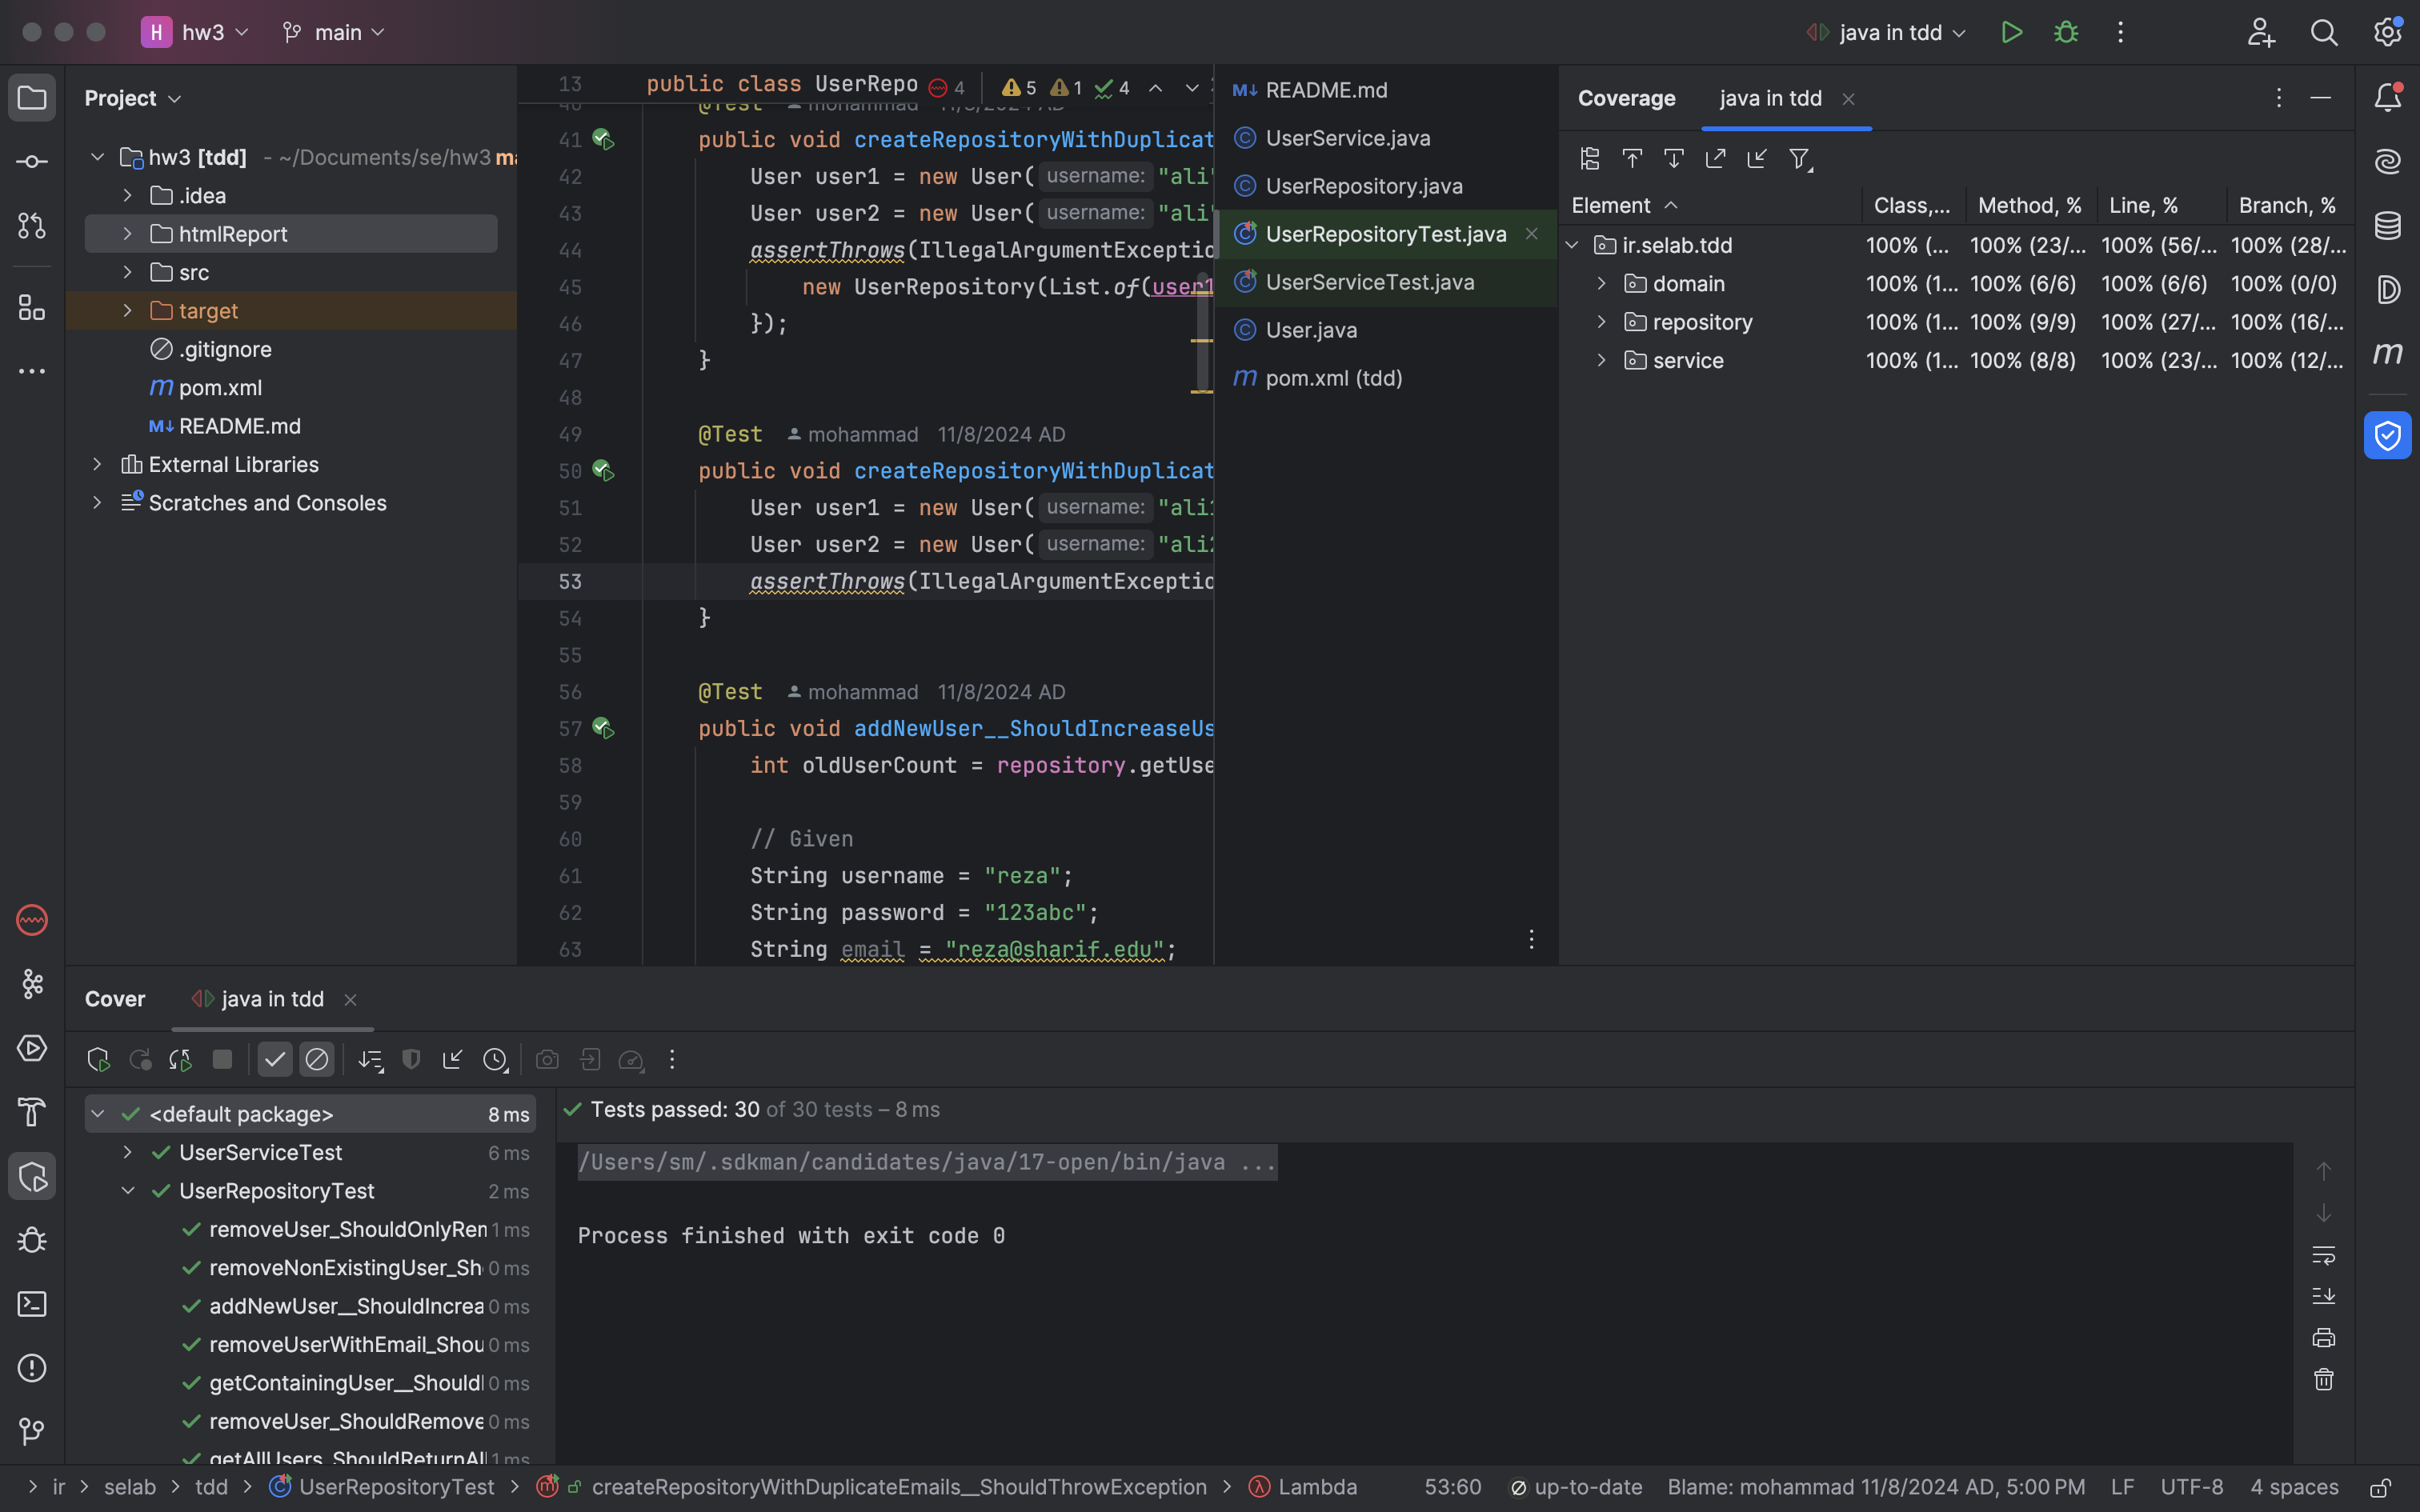 H hw3 main java in tdd
Project
hw3 [tdd] - ~/Documents/se/hw3
.idea
htmlReport
src
target
.gitignore
pom.xml
README.md
External Libraries
Scratches and Consoles
13 public class UserRepo 4 5 1 4
41 public void createRepositoryWithDuplicat
42 User user1 = new User( username: "ali"
43 User user2 = new User( username: "ali"
44 assertThrows(IllegalArgumentExceptio
45 new UserRepository(List.of(user1
46 });
47 }
48
49 @Test mohammad 11/8/2024 AD
50 public void createRepositoryWithDuplicat
51 User user1 = new User( username: "ali1
52 User user2 = new User( username: "ali2
53 assertThrows(IllegalArgumentExceptio
54 }
55
56 @Test mohammad 11/8/2024 AD
57 public void addNewUser__ShouldIncreaseUs
58 int oldUserCount = repository.getUse
59
60 // Given
61 String username = "reza";
62 String password = "123abc";
63 String email = "reza@sharif.edu";
README.md
UserService.java
UserRepository.java
UserRepositoryTest.java
UserServiceTest.java
User.java
pom.xml (tdd)
Coverage java in tdd
Element Class,... Method, % Line, % Branch, %
ir.selab.tdd 100% (... 100% (23/... 100% (56/... 100% (28/...
domain 100% (1... 100% (6/6) 100% (6/6) 100% (0/0)
repository 100% (1... 100% (9/9) 100% (27/... 100% (16/...
service 100% (1... 100% (8/8) 100% (23/... 100% (12/...
Cover java in tdd
<default package> 8 ms
UserServiceTest 6 ms
UserRepositoryTest 2 ms
removeUser_ShouldOnlyRem 1 ms
removeNonExistingUser_Sh 0 ms
addNewUser__ShouldIncrea 0 ms
removeUserWithEmail_Shou 0 ms
getContainingUser__Should 0 ms
removeUser_ShouldRemove 0 ms
getAllUsers_ShouldReturnAll 1 ms
Tests passed: 30 of 30 tests – 8 ms
/Users/sm/.sdkman/candidates/java/17-open/bin/java ...
Process finished with exit code 0
ir > selab > tdd > UserRepositoryTest > createRepositoryWithDuplicateEmails__ShouldThrowException > Lambda 53:60 up-to-date Blame: mohammad 11/8/2024 AD, 5:00 PM LF UTF-8 4 spaces